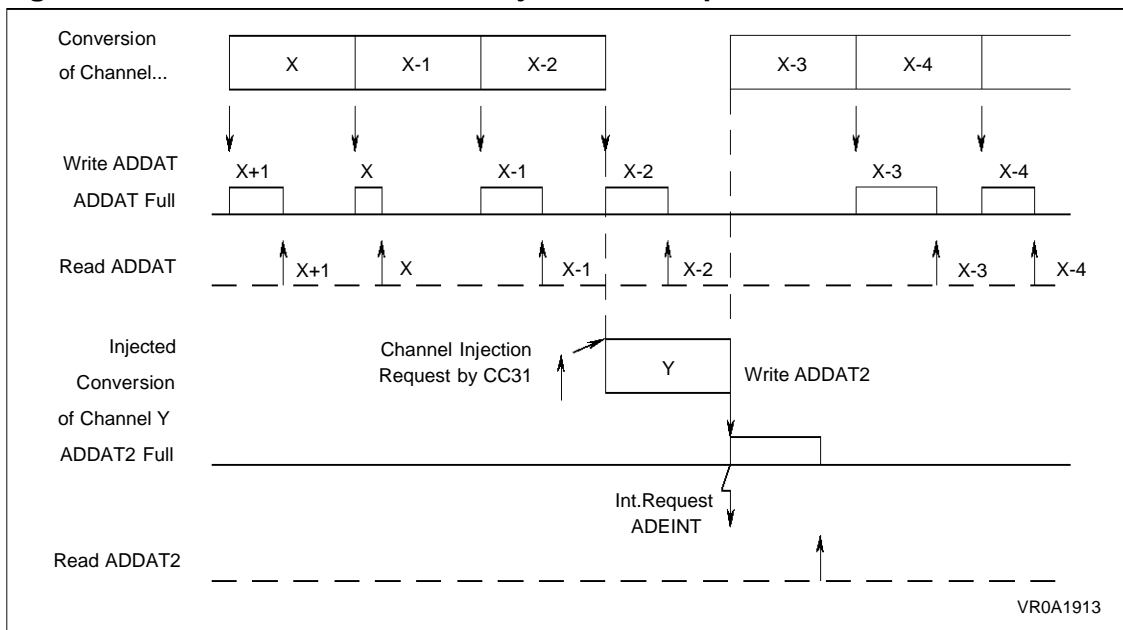 Conversion
of Channel...
X X-1 X-2 X-3 X-4
Write ADDAT
X+1 X X-1 X-2 X-3 X-4
ADDAT Full
Read ADDAT
X+1 X X-1 X-2 X-3 X-4
Injected
Conversion
of Channel Y
Channel Injection
Request by CC31
Y
Write ADDAT2
ADDAT2 Full
Int.Request
ADEINT
Read ADDAT2
VR0A1913